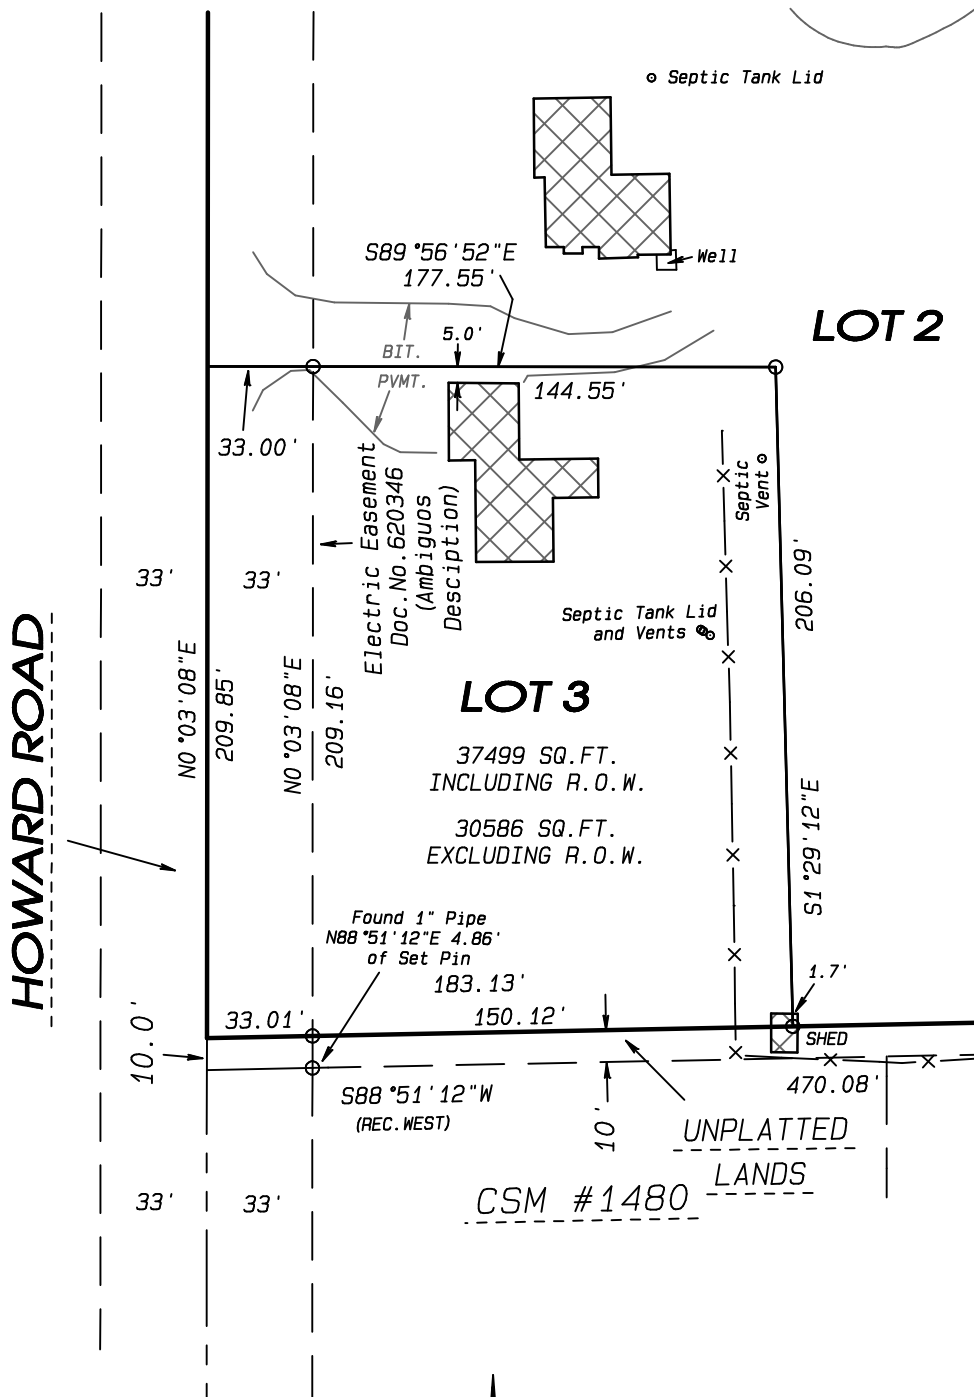 Septic Tank Lid
Well
S89°56'52"E
177.55'
LOT 2
5.0'
BIT.
PVMT.
144.55'
33.00'
Electric Easement
Doc.No.620346
(Ambiguos
Desciption)
Septic
Vent
33'
33'
206.09'
Septic Tank Lid
and Vents
HOWARD ROAD
N0°03'08"E
209.85'
N0°03'08"E
209.16'
LOT 3
37499 SQ.FT.
INCLUDING R.O.W.
30586 SQ.FT.
EXCLUDING R.O.W.
S1°29'12"E
Found 1" Pipe
N88°51'12"E 4.86'
of Set Pin
183.13'
1.7'
33.01'
150.12'
10.0'
SHED
S88°51'12"W
(REC.WEST)
470.08'
10'
UNPLATTED
LANDS
CSM #1480
33'
33'